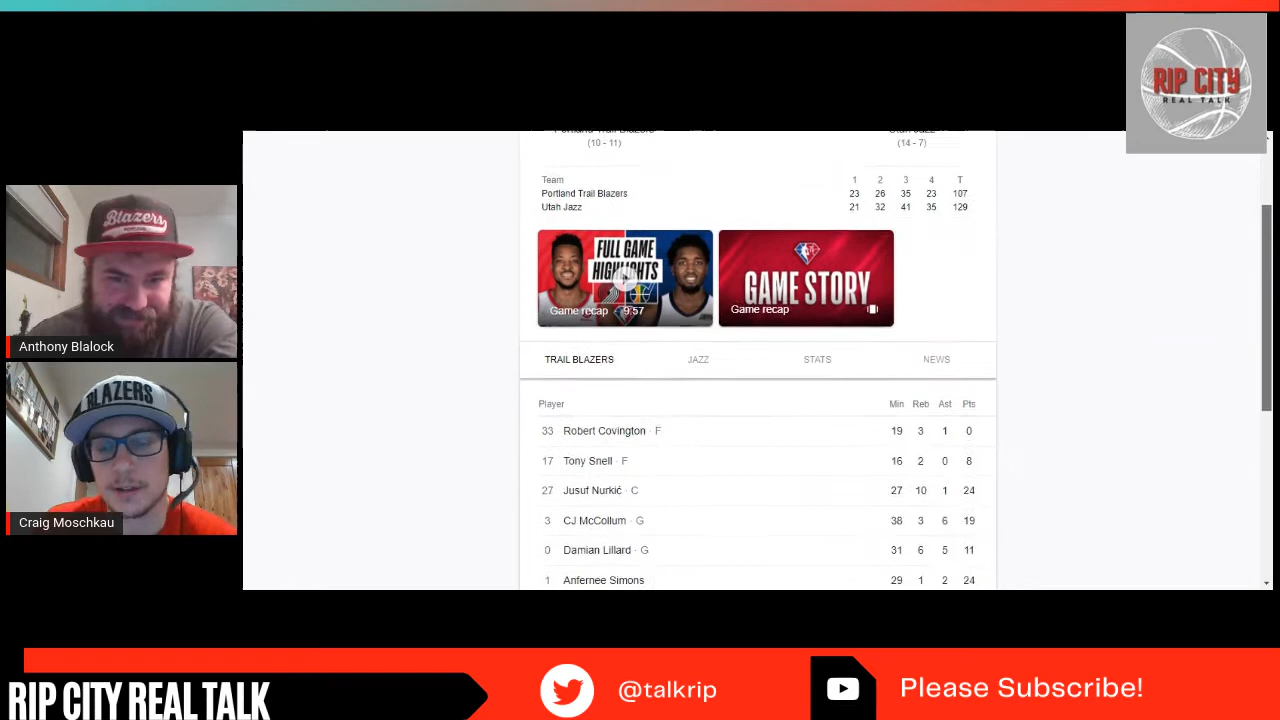 RIP CITY
REAL TALK
Portland Trail Blazers Utah Jazz
(10 - 11) (14 - 7)
Team 1 2 3 4 T
Portland Trail Blazers 23 26 35 23 107
Utah Jazz 21 32 41 35 129
FULL GAME
HIGHLIGHTS
Game recap 9:57
GAME STORY
Game recap
TRAIL BLAZERS JAZZ STATS NEWS
Player Min Reb Ast Pts
33 Robert Covington · F 19 3 1 0
17 Tony Snell · F 16 2 0 8
27 Jusuf Nurkić · C 27 10 1 24
3 CJ McCollum · G 38 3 6 19
0 Damian Lillard · G 31 6 5 11
1 Anfernee Simons 29 1 2 24
Blazers
Anthony Blalock
BLAZERS
Craig Moschkau
RIP CITY REAL TALK
@talkrip
Please Subscribe!